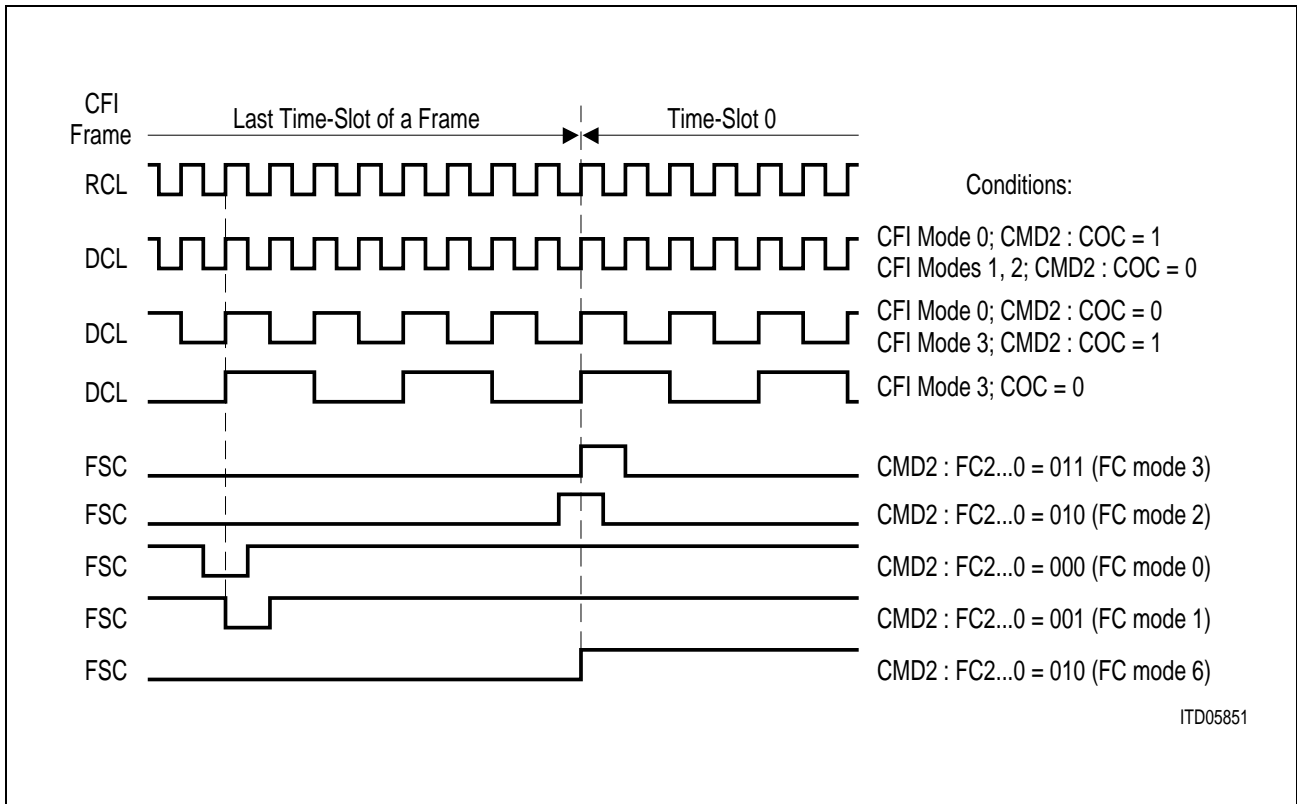 CFI
Frame
Last Time-Slot of a Frame
Time-Slot 0
RCL
Conditions:
DCL
CFI Mode 0; CMD2 : COC = 1
CFI Modes 1, 2; CMD2 : COC = 0
DCL
CFI Mode 0; CMD2 : COC = 0
CFI Mode 3; CMD2 : COC = 1
DCL
CFI Mode 3; COC = 0
FSC
CMD2 : FC2...0 = 011 (FC mode 3)
FSC
CMD2 : FC2...0 = 010 (FC mode 2)
FSC
CMD2 : FC2...0 = 000 (FC mode 0)
FSC
CMD2 : FC2...0 = 001 (FC mode 1)
FSC
CMD2 : FC2...0 = 010 (FC mode 6)
ITD05851